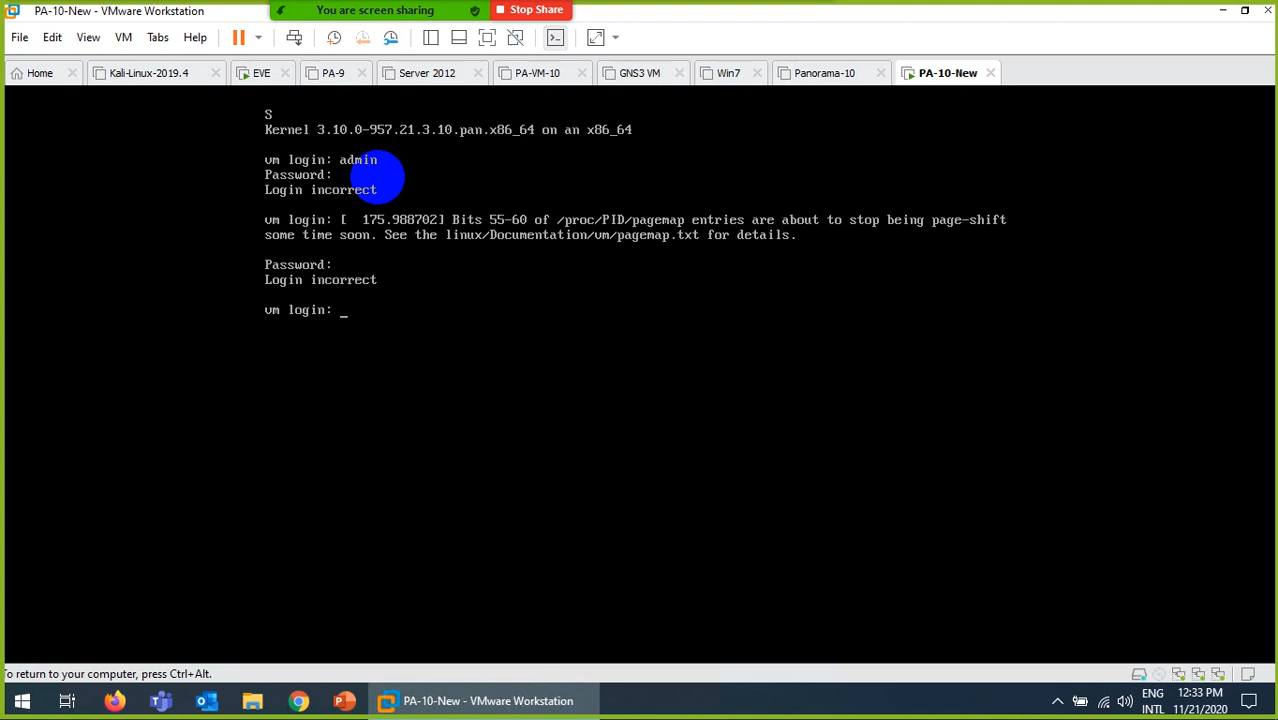 PA-10-New - VMware Workstation
You are screen sharing
Stop Share
File Edit View VM Tabs Help
Home
Kali-Linux-2019.4
EVE
PA-9
Server 2012
PA-VM-10
GNS3 VM
Win7
Panorama-10
PA-10-New
S
Kernel 3.10.0-957.21.3.10.pan.x86_64 on an x86_64
vm login: admin
Password:
Login incorrect
vm login: [  175.988702] Bits 55-60 of /proc/PID/pagemap entries are about to stop being page-shift
some time soon. See the linux/Documentation/vm/pagemap.txt for details.
Password:
Login incorrect
vm login: _
To return to your computer, press Ctrl+Alt.
PA-10-New - VMware Workstation
ENG
INTL
12:33 PM
11/21/2020